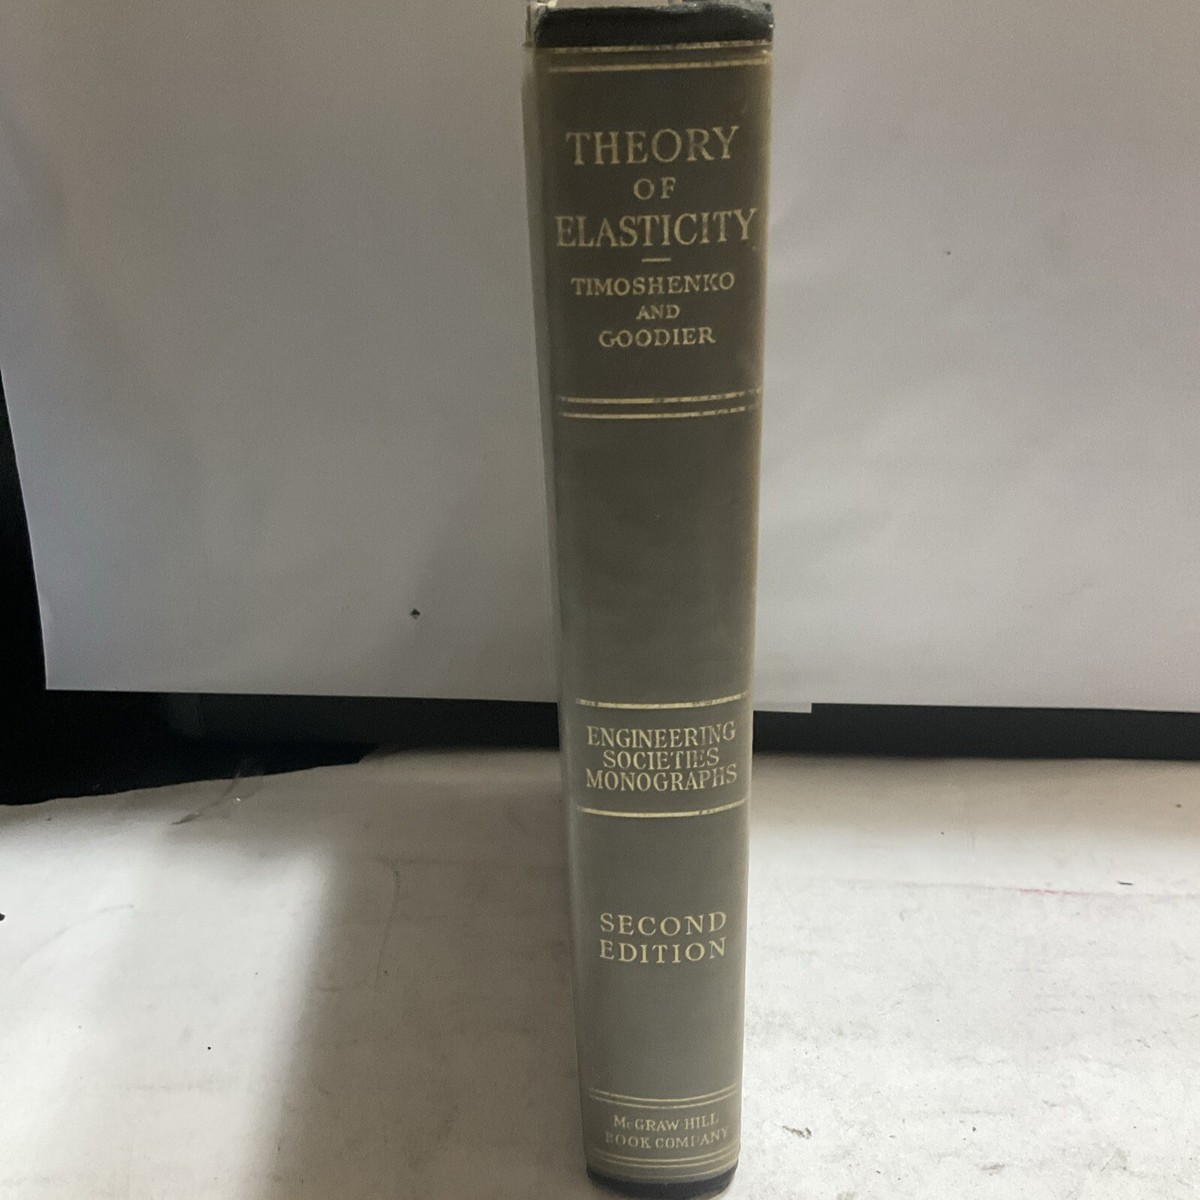 THEORY
OF
ELASTICITY
TIMOSHENKO
AND
GOODIER
ENGINEERING
SOCIETIES
MONOGRAPHS
SECOND
EDITION
McGRAW-HILL
BOOK COMPANY